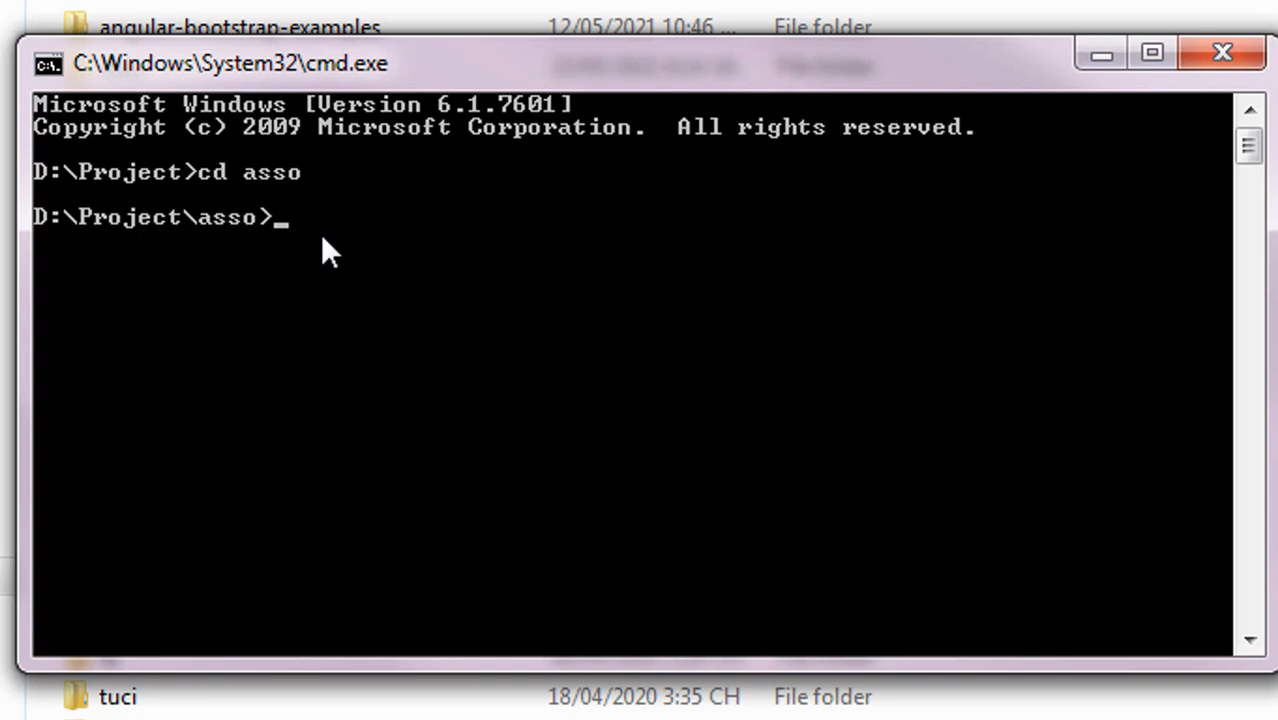 angular-bootstrap-examples 12/05/2021 10:46 ... File folder
C:\Windows\System32\cmd.exe
Microsoft Windows [Version 6.1.7601]
Copyright (c) 2009 Microsoft Corporation. All rights reserved.
D:\Project>cd asso
D:\Project\asso>_
tuci 18/04/2020 3:35 CH File folder